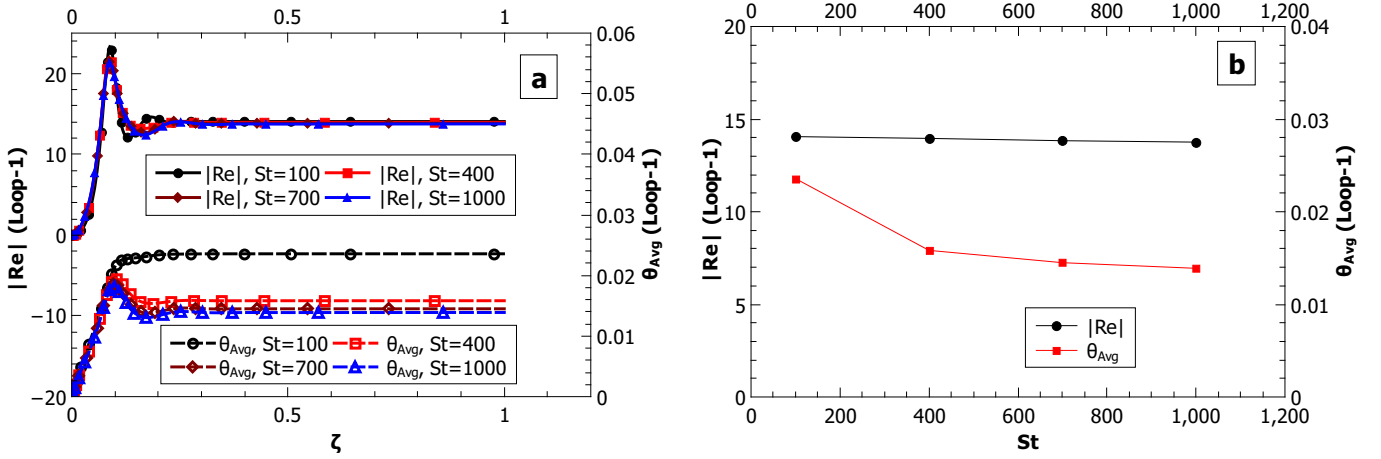 0 0.5 1
20
10
0
−10
−20
|Re| (Loop-1)
a
|Re|, St=100 |Re|, St=400
|Re|, St=700 |Re|, St=1000
θAvg, St=100 θAvg, St=400
θAvg, St=700 θAvg, St=1000
0.06
0.05
0.04
0.03
0.02
0.01
0
θAvg (Loop-1)
0 0.5 1
ζ
0 200 400 600 800 1,000 1,200
15
10
5
0
|Re| (Loop-1)
b
|Re|
θAvg
0.04
0.03
0.02
0.01
0
θAvg (Loop-1)
0 200 400 600 800 1,000 1,200
St